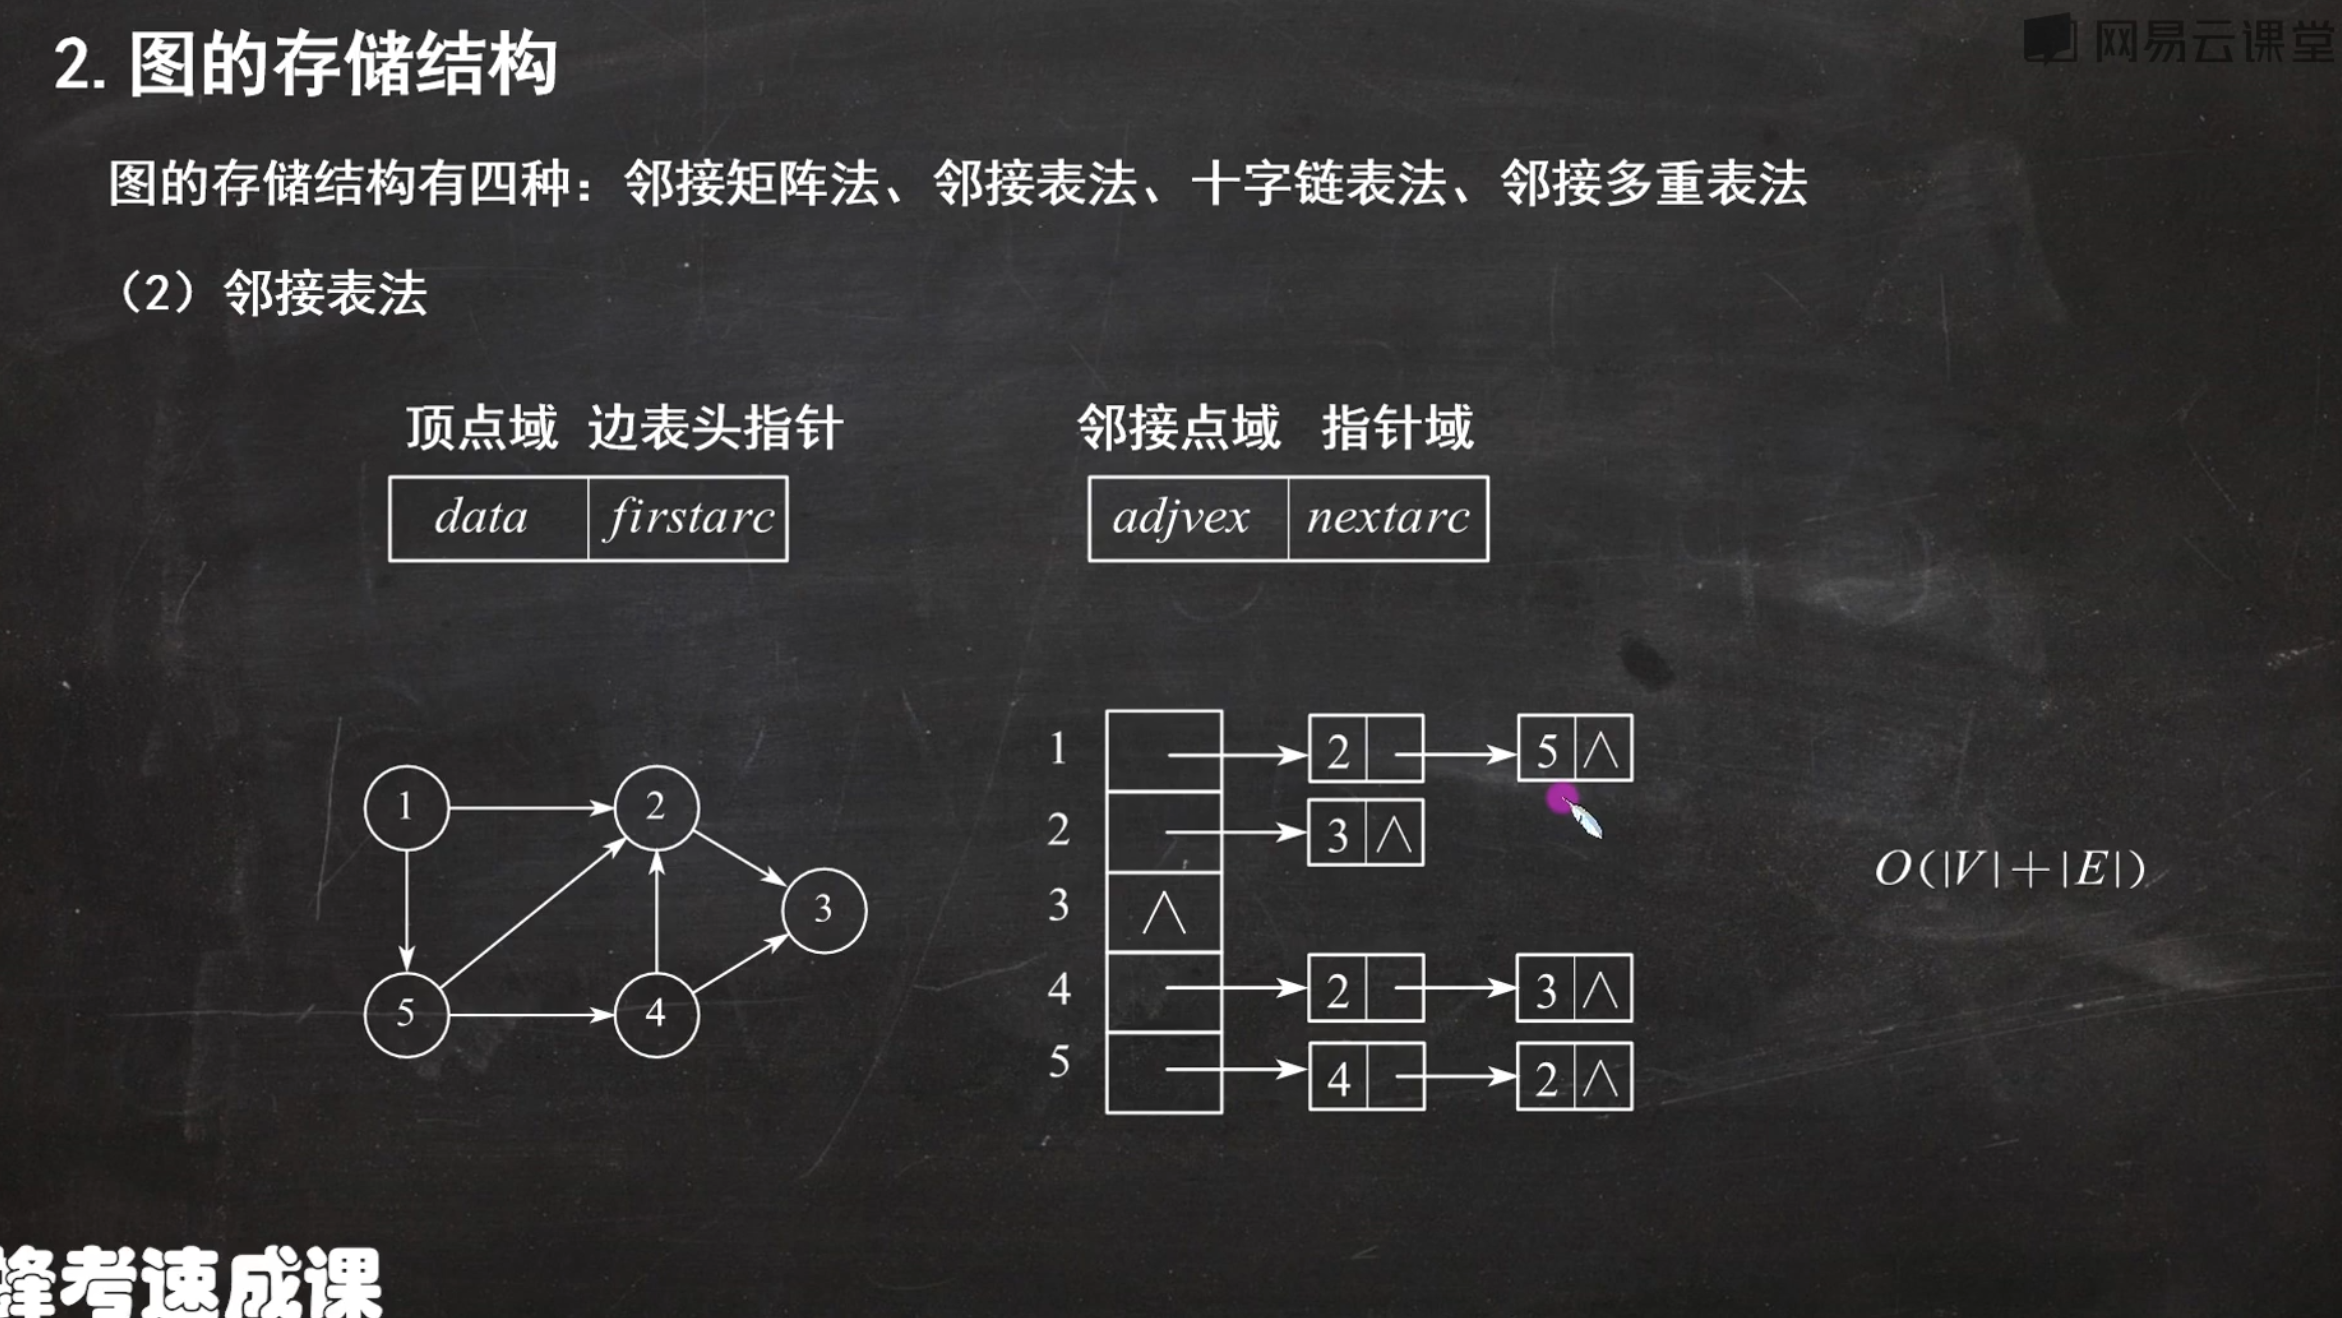 2. 图的存储结构
网易云课堂
图的存储结构有四种：邻接矩阵法、邻接表法、十字链表法、邻接多重表法
（2）邻接表法
顶点域 边表头指针 邻接点域 指针域
data firstarc adjvex nextarc
1 2 3 5 4
1 2 5 ∧
2 3 ∧
3 ∧
4 2 3 ∧
5 4 2 ∧
O(|V|+|E|)
蜂考速成课